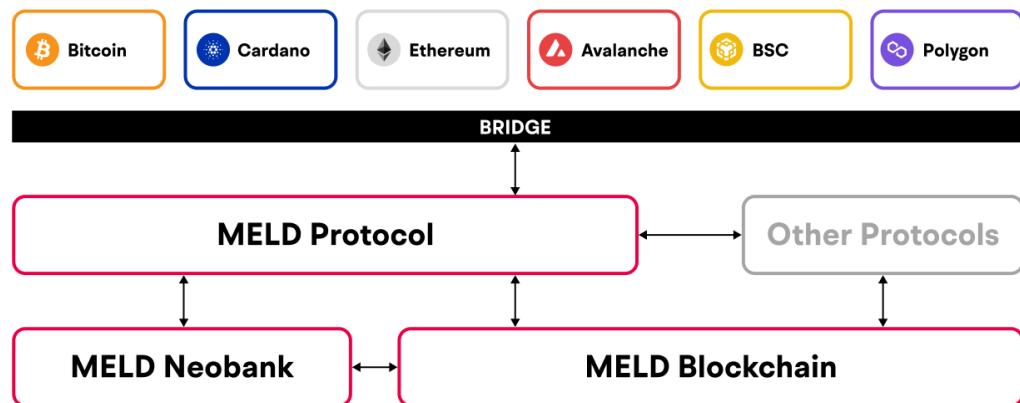 Bitcoin
Cardano
Ethereum
Avalanche
BSC
Polygon
BRIDGE
MELD Protocol
Other Protocols
MELD Neobank
MELD Blockchain